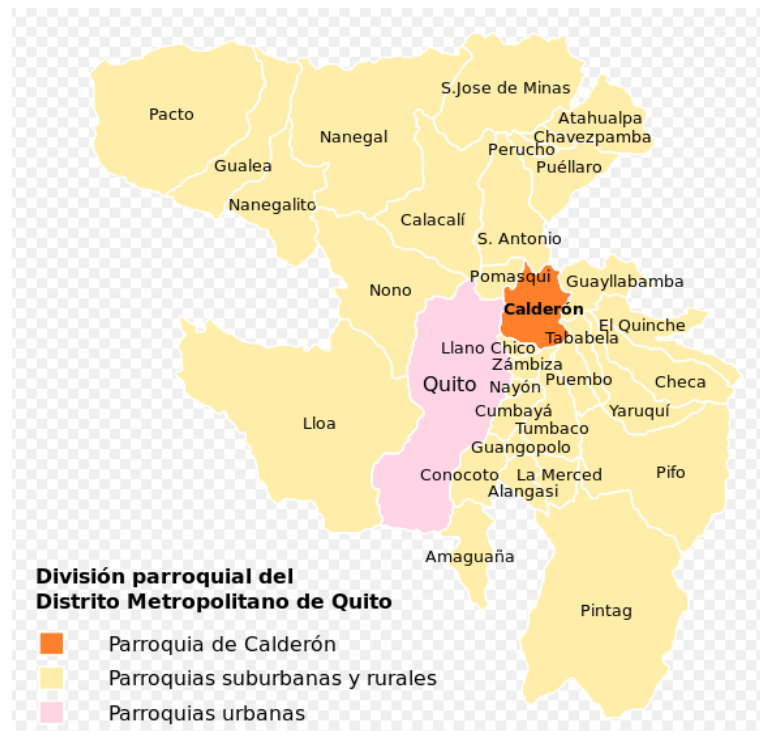 S.Jose de Minas
Pacto
Atahualpa
Nanegal
Chavezpamba
Perucho
Gualea
Puéllaro
Nanegalito
Calacalí
S. Antonio
Pomasqui
Guayllabamba
Nono
Calderón
El Quinche
Tababela
Llano Chico
Zámbiza
Puembo
Checa
Quito
Nayón
Cumbayá
Yaruquí
Lloa
Tumbaco
Guangopolo
Conocoto
La Merced
Pifo
Alangasi
Amaguaña
División parroquial del
Distrito Metropolitano de Quito
Pintag
Parroquia de Calderón
Parroquias suburbanas y rurales
Parroquias urbanas